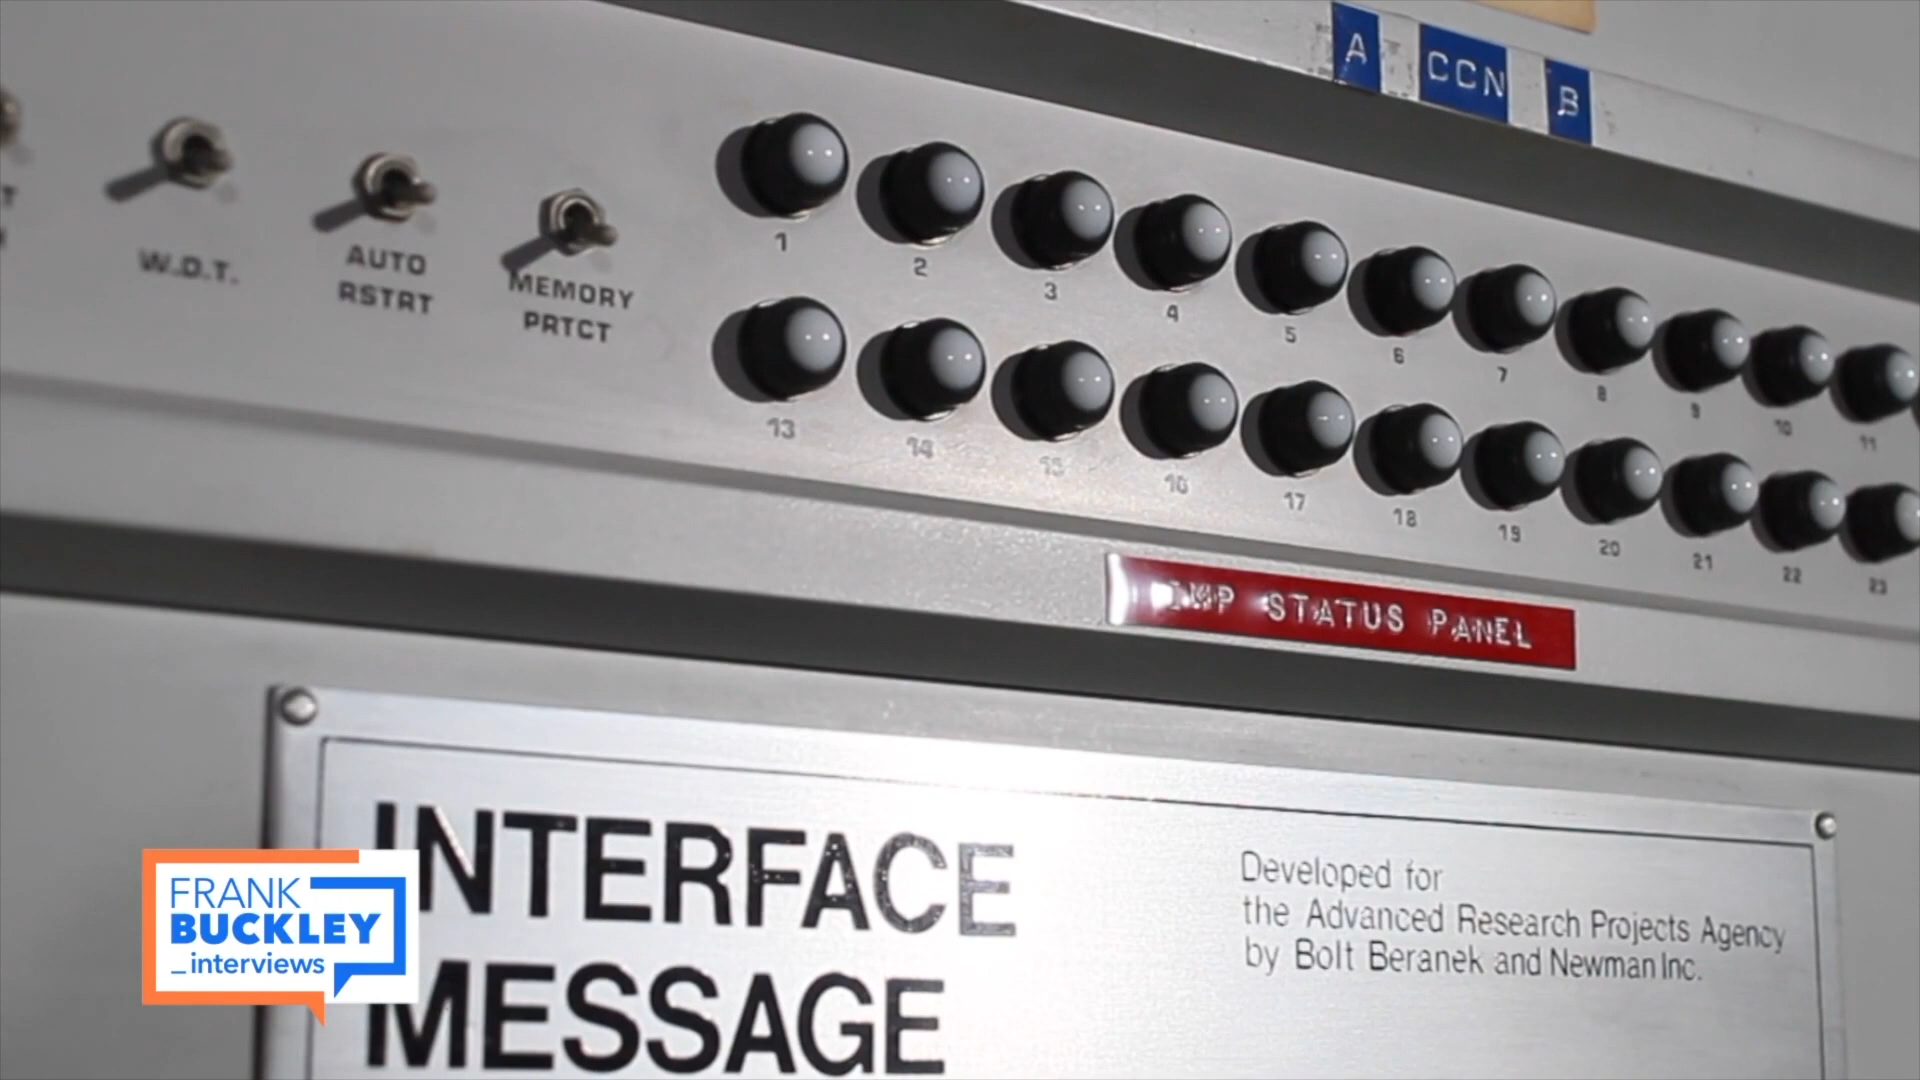 A CCN B
W.D.T.
AUTO
RSTRT
MEMORY
PRTCT
1 2 3 4 5 6 7 8 9 10 11
13 14 15 16 17 18 19 20 21 22 23
IMP STATUS PANEL
INTERFACE
MESSAGE
Developed for
the Advanced Research Projects Agency
by Bolt Beranek and Newman Inc.
FRANK
BUCKLEY
_interviews